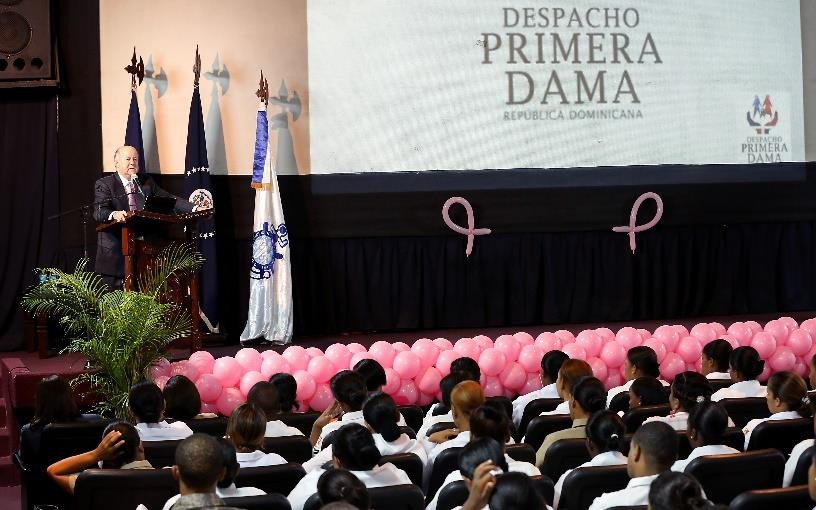 DESPACHO
PRIMERA
DAMA
REPÚBLICA DOMINICANA
DESPACHO
PRIMERA
DAMA